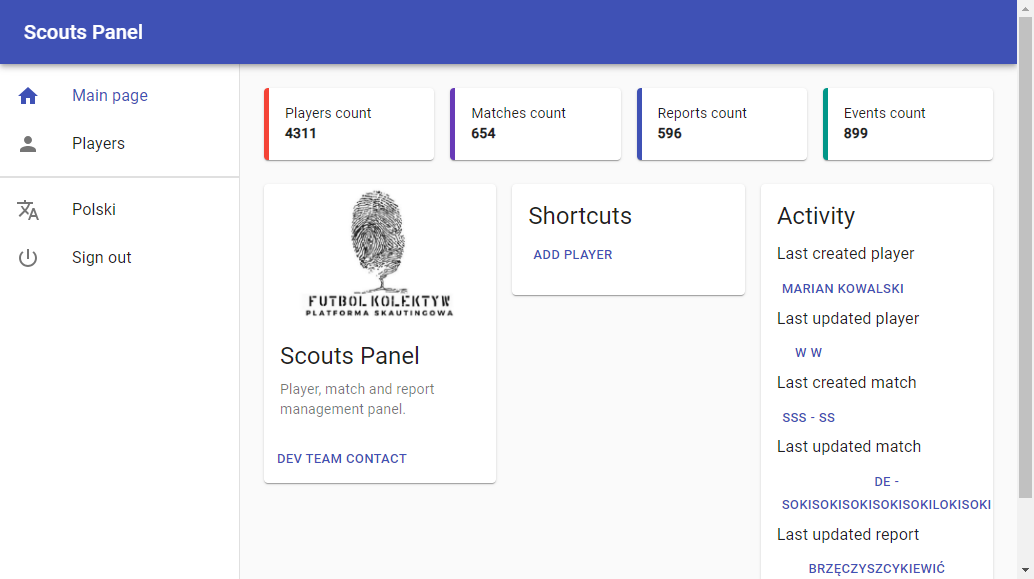 Scouts Panel
Main page
Players
Polski
Sign out
Players count
4311
Matches count
654
Reports count
596
Events count
899
FUTBOL KOLEKTYW
PLATFORMA SKAUTINGOWA
Scouts Panel
Player, match and report
management panel.
DEV TEAM CONTACT
Shortcuts
ADD PLAYER
Activity
Last created player
MARIAN KOWALSKI
Last updated player
W W
Last created match
SSS - SS
Last updated match
DE -
SOKISOKISOKISOKISOKILOKISOKI
Last updated report
BRZĘCZYSZCYKIEWIĆ